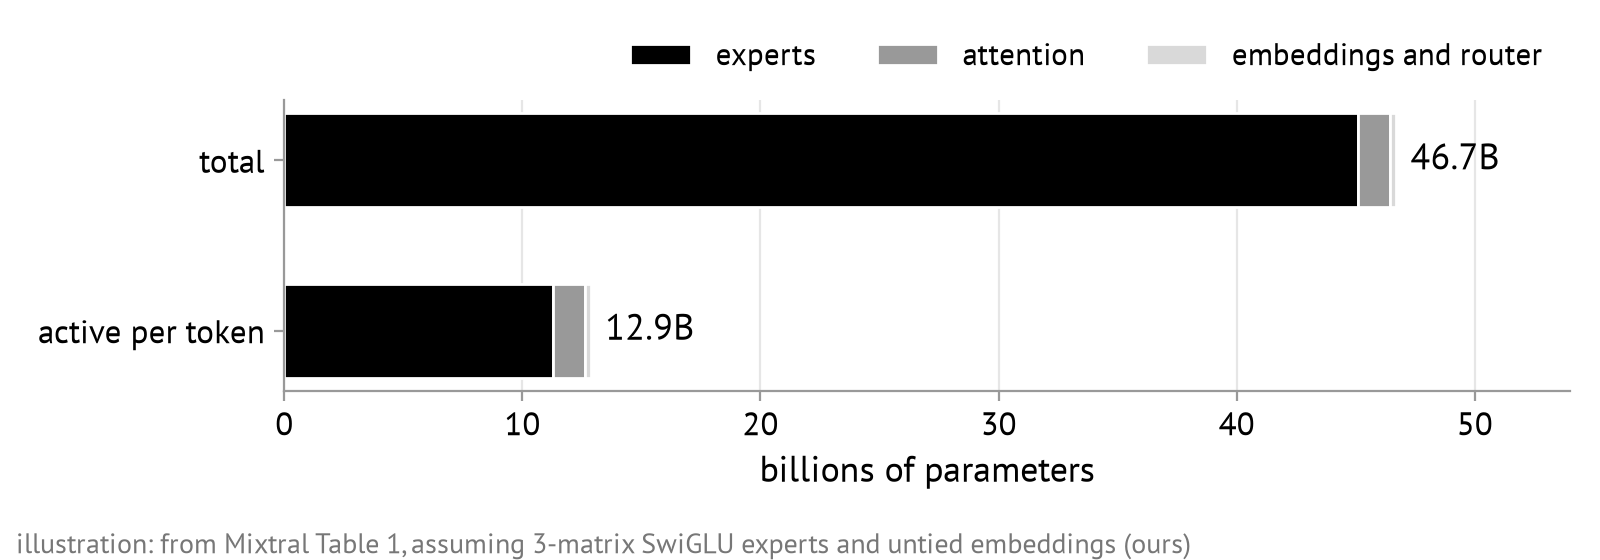 experts attention embeddings and router
total
46.7B
active per token
12.9B
0 10 20 30 40 50
billions of parameters
illustration: from Mixtral Table 1, assuming 3-matrix SwiGLU experts and untied embeddings (ours)